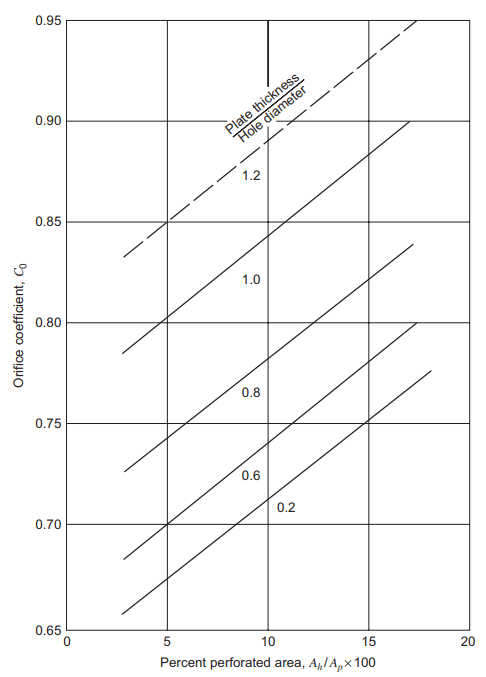 0.95
Plate thickness
Hole diameter
0.90
1.2
0.85
1.0
Orifice coefficient, C₀
0.80
0.8
0.75
0.6
0.2
0.70
0.65
0 5 10 15 20
Percent perforated area, Aₕ/Aₚ×100